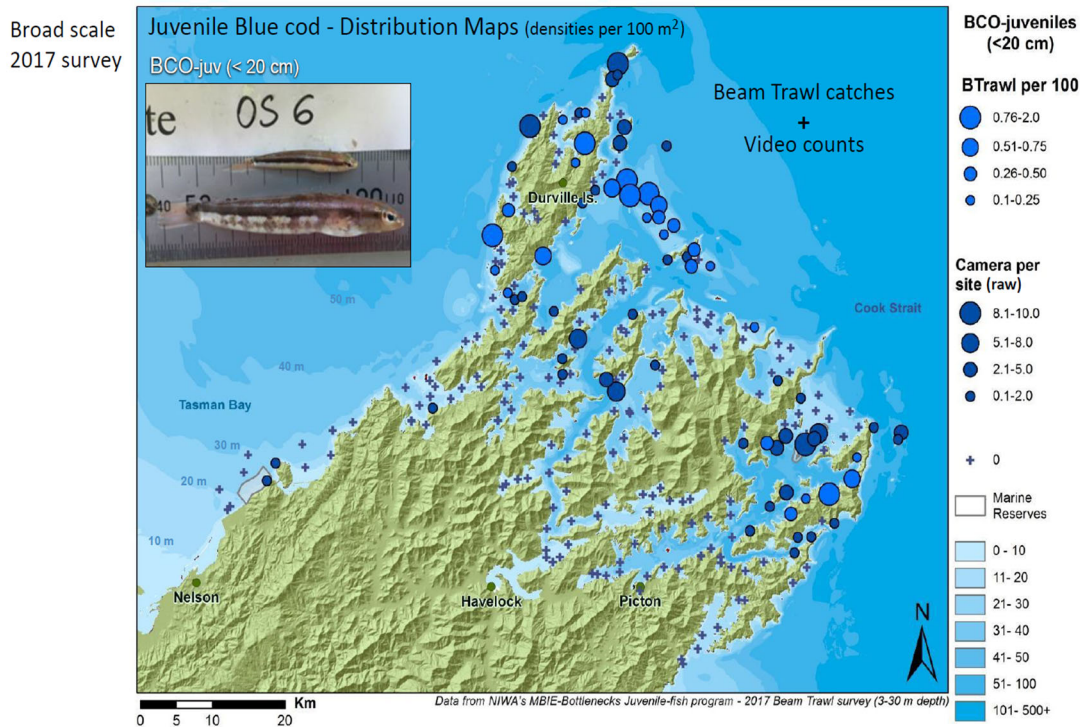 Broad scale
2017 survey
Juvenile Blue cod - Distribution Maps (densities per 100 m²)
BCO-juv (< 20 cm)
te OS 6
Beam Trawl catches
+
Video counts
Durville Is.
50 m
Cook Strait
40 m
Tasman Bay
30 m
20 m
10 m
Nelson
Havelock
Picton
N
Data from NIWA's MBIE-Bottlenecks Juvenile-fish program - 2017 Beam Trawl survey (3-30 m depth)
Km
0 5 10 20
BCO-juveniles
(<20 cm)
BTrawl per 100
0.76-2.0
0.51-0.75
0.26-0.50
0.1-0.25
Camera per
site (raw)
8.1-10.0
5.1-8.0
2.1-5.0
0.1-2.0
0
Marine
Reserves
0 - 10
11- 20
21- 30
31- 40
41- 50
51- 100
101- 500+